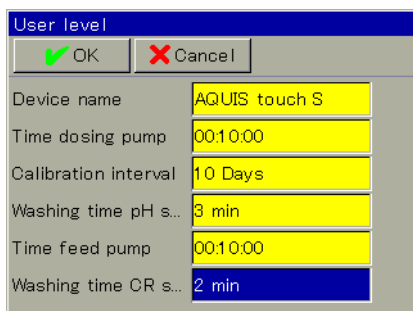 User level
OK Cancel
Device name AQUIS touch S
Time dosing pump 00:10:00
Calibration interval 10 Days
Washing time pH s... 3 min
Time feed pump 00:10:00
Washing time CR s... 2 min